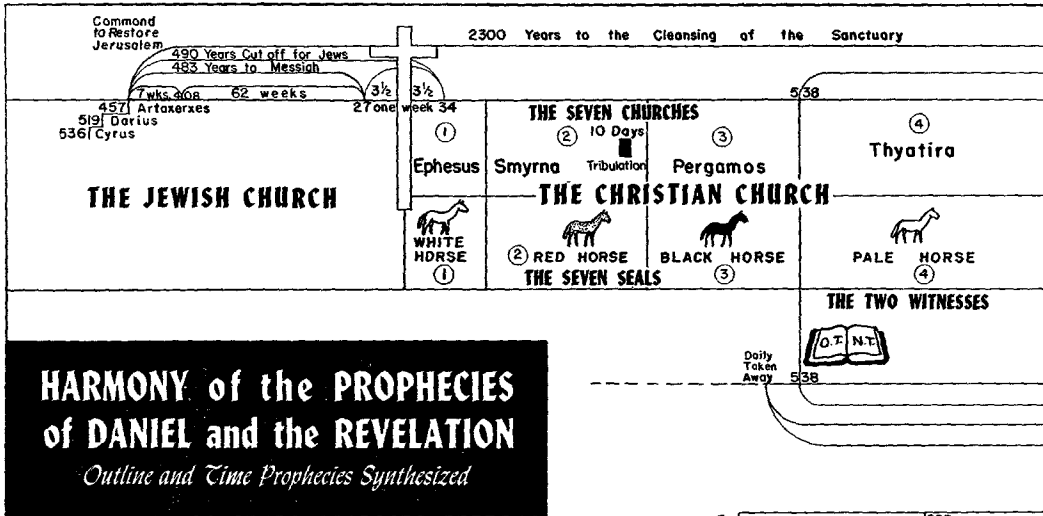 Command
to Restore
Jerusalem
2300 Years to the Cleansing of the Sanctuary
490 Years Cut off for Jews
483 Years to Messiah
7 wks. 408 62 weeks 3½ 3½
538
457 Artaxerxes
27 one week 34
519 Darius
536 Cyrus
THE SEVEN CHURCHES
1 2 10 Days 3 4
Ephesus Smyrna Tribulation Pergamos Thyatira
THE JEWISH CHURCH
THE CHRISTIAN CHURCH
WHITE
HORSE
1
2 RED HORSE
BLACK HORSE
3
PALE HORSE
4
THE SEVEN SEALS
THE TWO WITNESSES
O.T. N.T.
Daily
Taken
Away 538
HARMONY of the PROPHECIES
of DANIEL and the REVELATION
Outline and Time Prophecies Synthesized